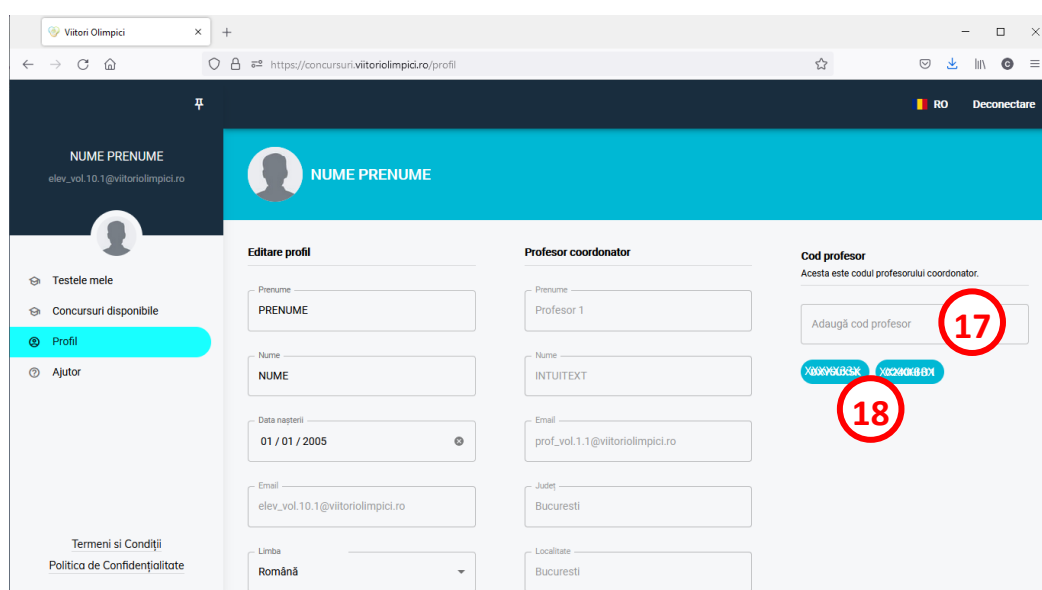 Viitori Olimpici
https://concursuri.viitoriolimpici.ro/profil
RO
Deconectare
NUME PRENUME
elev_vol.10.1@viitoriolimpici.ro
Testele mele
Concursuri disponibile
Profil
Ajutor
Termeni si Condiții
Politica de Confidențialitate
NUME PRENUME
Editare profil
Prenume
PRENUME
Nume
NUME
Data nașterii
01 / 01 / 2005
Email
elev_vol.10.1@viitoriolimpici.ro
Limba
Română
Profesor coordonator
Prenume
Profesor 1
Nume
INTUITEXT
Email
prof_vol.1.1@viitoriolimpici.ro
Județ
Bucuresti
Localitate
Bucuresti
Cod profesor
Acesta este codul profesorului coordonator.
Adaugă cod profesor
17
18